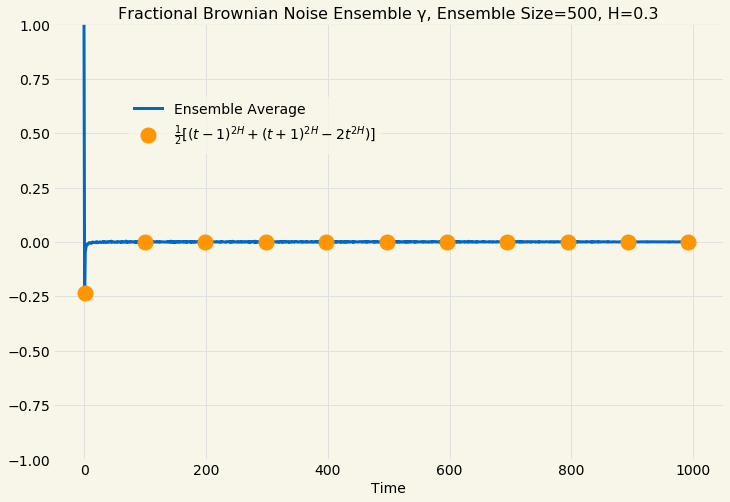 Fractional Brownian Noise Ensemble γ, Ensemble Size=500, H=0.3
1.00
0.75
Ensemble Average
$\frac{1}{2}[(t-1)^{2H}+(t+1)^{2H}-2t^{2H})]$
0.50
0.25
0.00
−0.25
−0.50
−0.75
−1.00
0 200 400 600 800 1000
Time